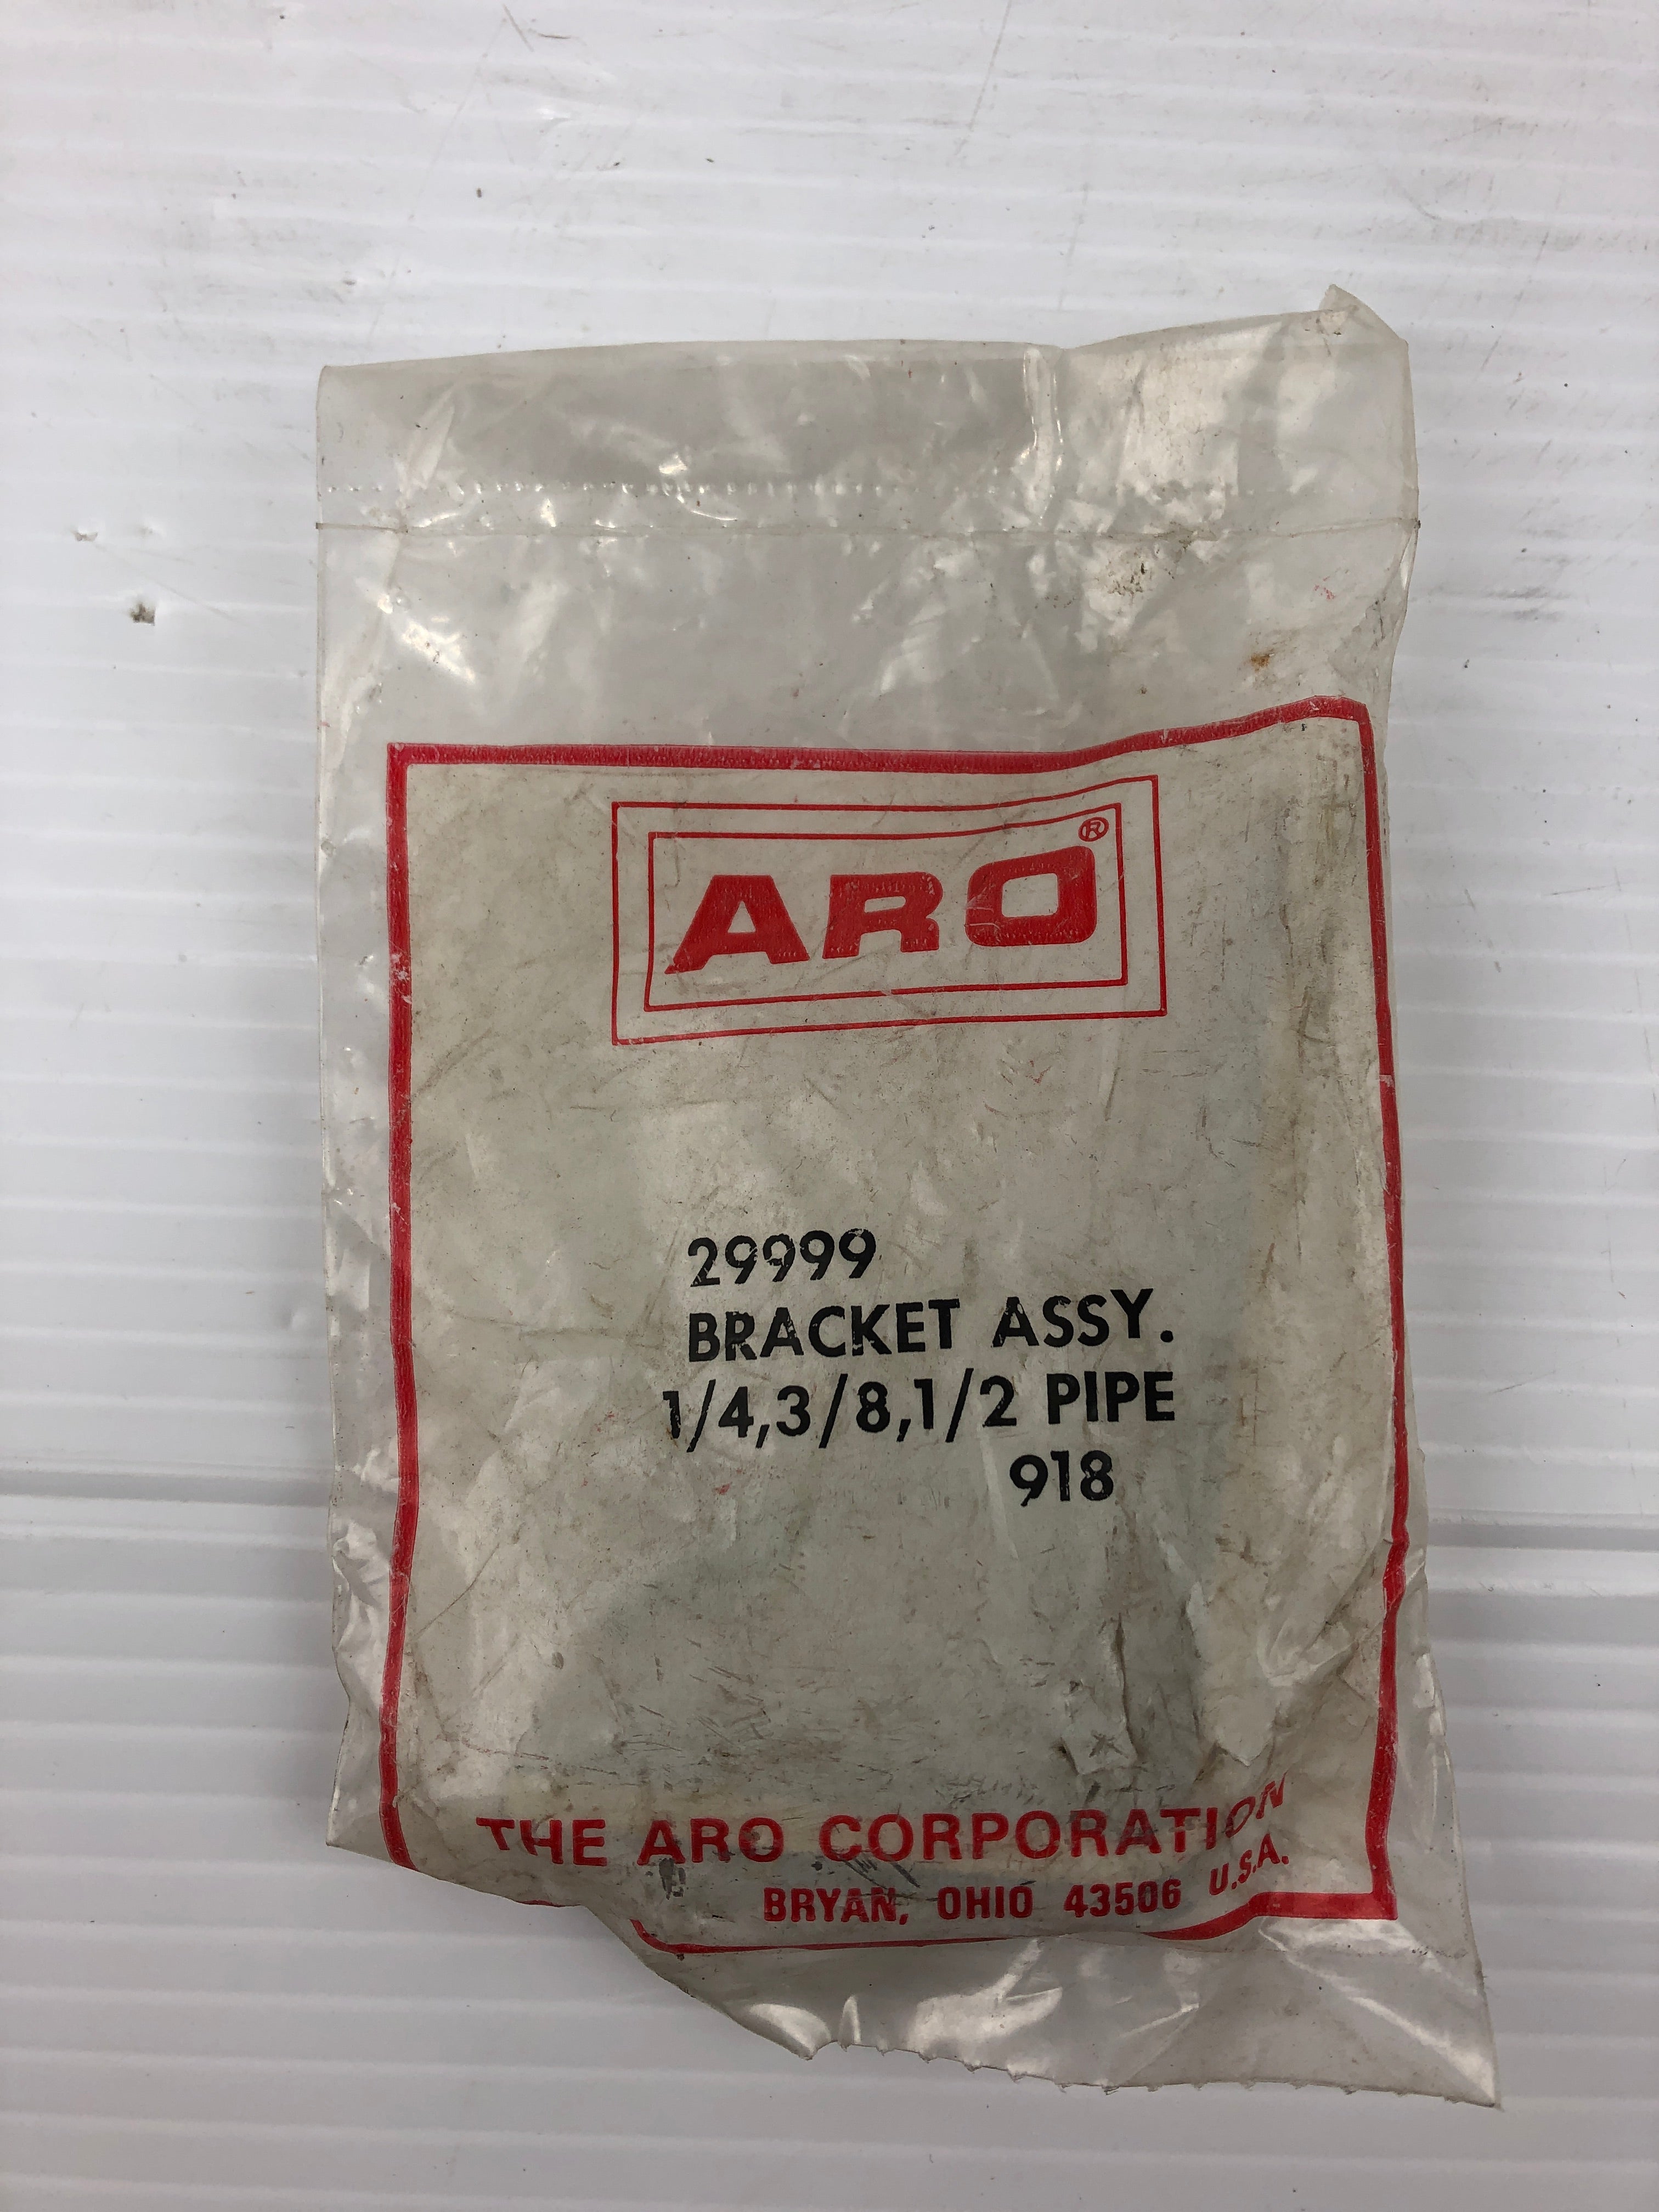 ARO®
29999
BRACKET ASSY.
1/4,3/8,1/2 PIPE
918
THE ARO CORPORATION
BRYAN, OHIO 43506 U.S.A.